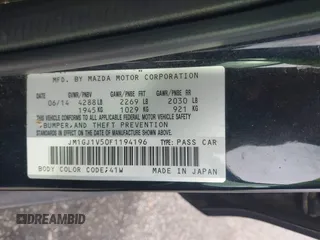 MFD. BY MAZDA MOTOR CORPORATION
DATE GVWR/PNBV GAWR/PNBE FRT GAWR/PNBE RR
06/14 4288LB 2269 LB 2030 LB
1945KG 1029 KG 921 KG
THIS VEHICLE CONFORMS TO ALL APPLICABLE FEDERAL MOTOR VEHICLE SAFETY,
BUMPER, AND THEFT PREVENTION
STANDARDS IN EFFECT ON THE DATE OF MANUFACTURE SHOWN ABOVE.
JM1GJ1V50F1194196 TYPE: PASS CAR
BODY COLOR CODE:41W MADE IN JAPAN
DREAMBID